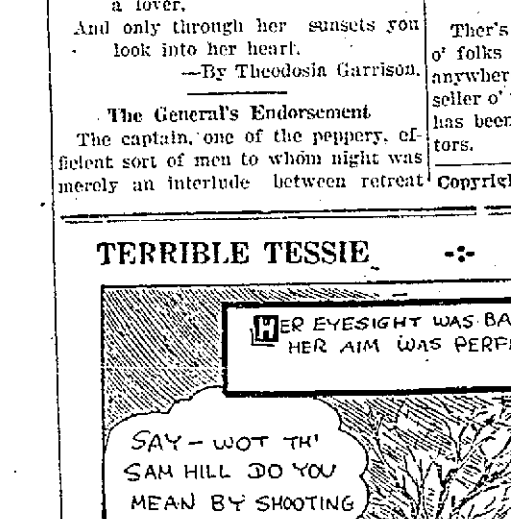 a lover,
And only through her sunsets you
look into her heart.
—By Theodosia Garrison.
The General's Endorsement
The captain, one of the peppery, ef-
ficient sort of men to whom night was
merely an interlude between retreat
Ther's
o' folks
anywher
seller o'
has been
tors.
Copyrigh
TERRIBLE TESSIE -:-
HER EYESIGHT WAS BA
HER AIM WAS PERF
SAY - WOT TH'
SAM HILL DO YOU
MEAN BY SHOOTING